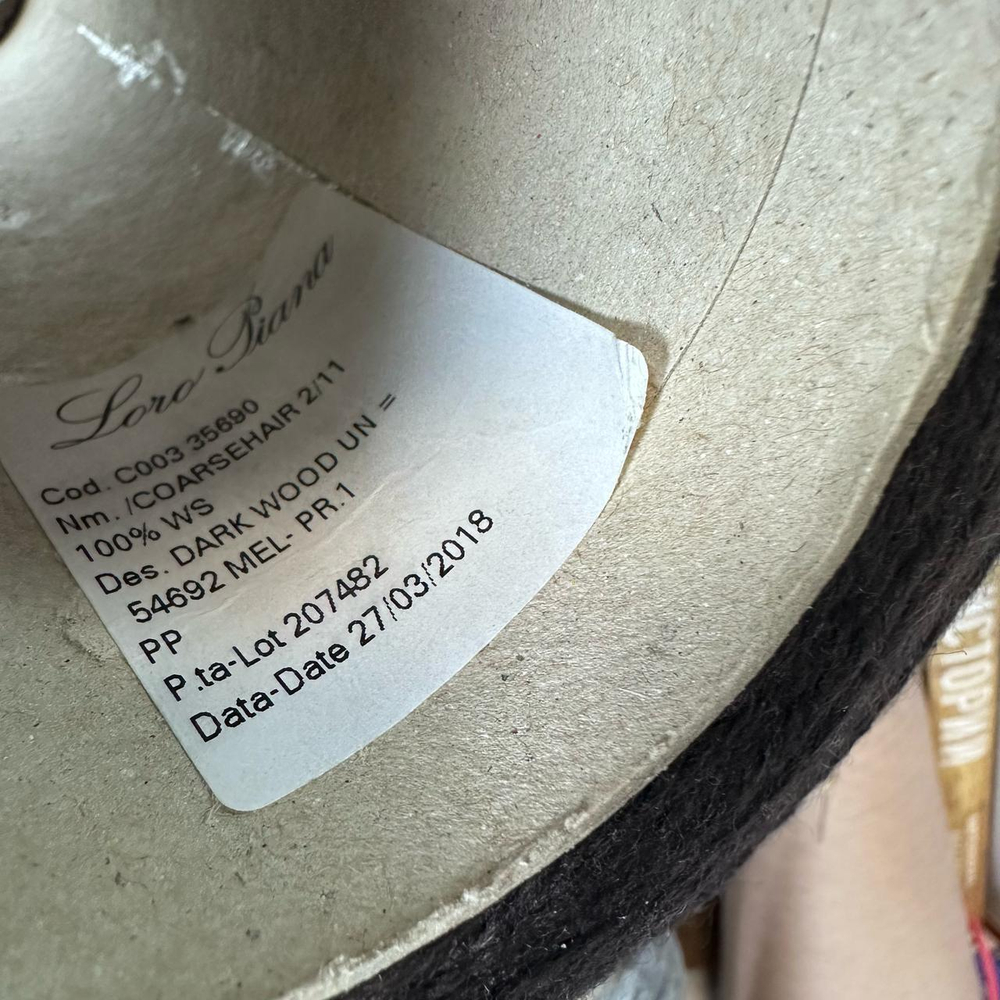 Loro Piana
Cod. C003 35690
Nm. /COARSEHAIR 2/11
100% WS
Des. DARK WOOD UN =
54692 MEL- PR.1
PP
P.ta-Lot 207482
Data-Date 27/03/2018